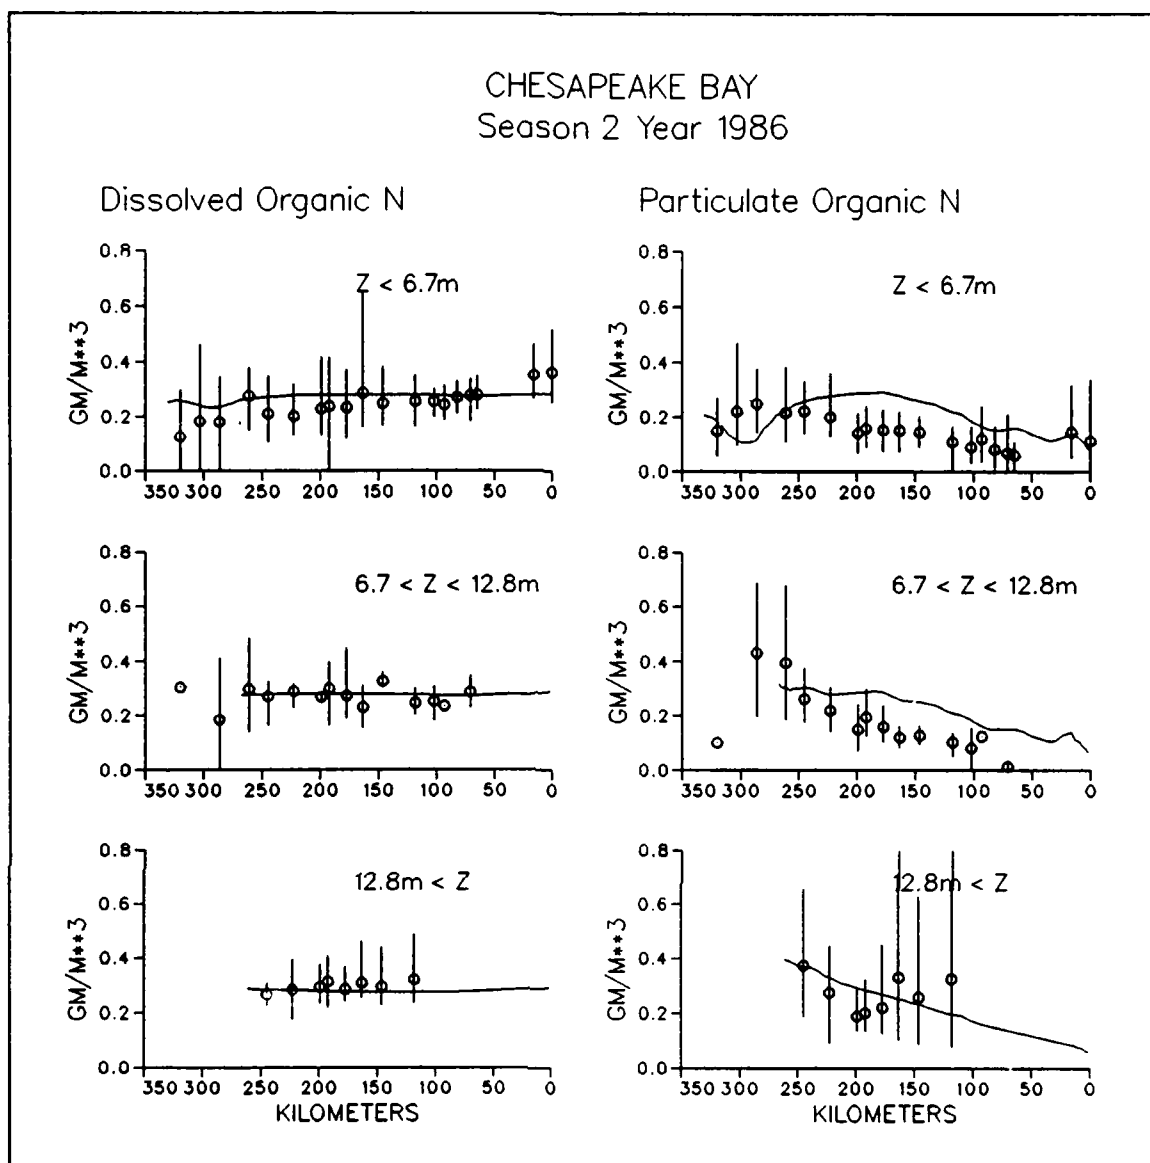 CHESAPEAKE BAY
Season 2 Year 1986
Dissolved Organic N
Particulate Organic N
Z < 6.7m
GM/M**3
0.8
0.6
0.4
0.2
0.0
350 300 250 200 150 100 50 0
Z < 6.7m
GM/M**3
0.8
0.6
0.4
0.2
0.0
350 300 250 200 150 100 50 0
6.7 < Z < 12.8m
GM/M**3
0.8
0.6
0.4
0.2
0.0
350 300 250 200 150 100 50 0
6.7 < Z < 12.8m
GM/M**3
0.8
0.6
0.4
0.2
0.0
350 300 250 200 150 100 50 0
12.8m < Z
GM/M**3
0.8
0.6
0.4
0.2
0.0
350 300 250 200 150 100 50 0
KILOMETERS
12.8m < Z
GM/M**3
0.8
0.6
0.4
0.2
0.0
350 300 250 200 150 100 50 0
KILOMETERS